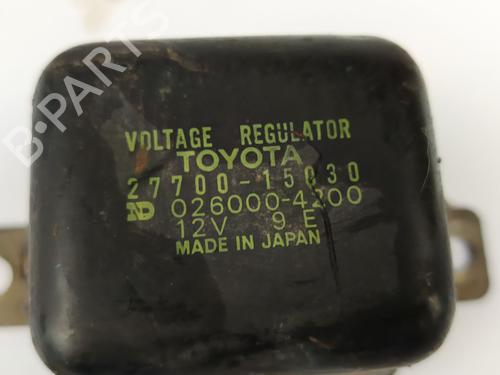 B-PARTS
VOLTAGE REGULATOR
TOYOTA
27700-15030
ND 026000-4200
12V 9 E
MADE IN JAPAN